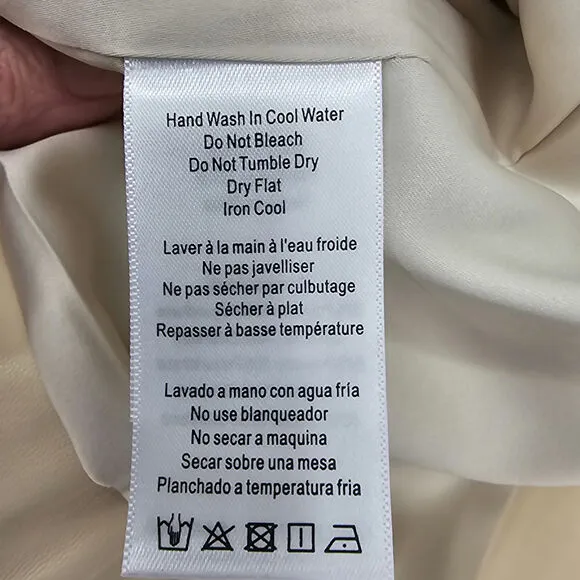 Hand Wash In Cool Water
Do Not Bleach
Do Not Tumble Dry
Dry Flat
Iron Cool
Laver à la main à l'eau froide
Ne pas javelliser
Ne pas sécher par culbutage
Sécher à plat
Repasser à basse température
Lavado a mano con agua fría
No use blanqueador
No secar a maquina
Secar sobre una mesa
Planchado a temperatura fria